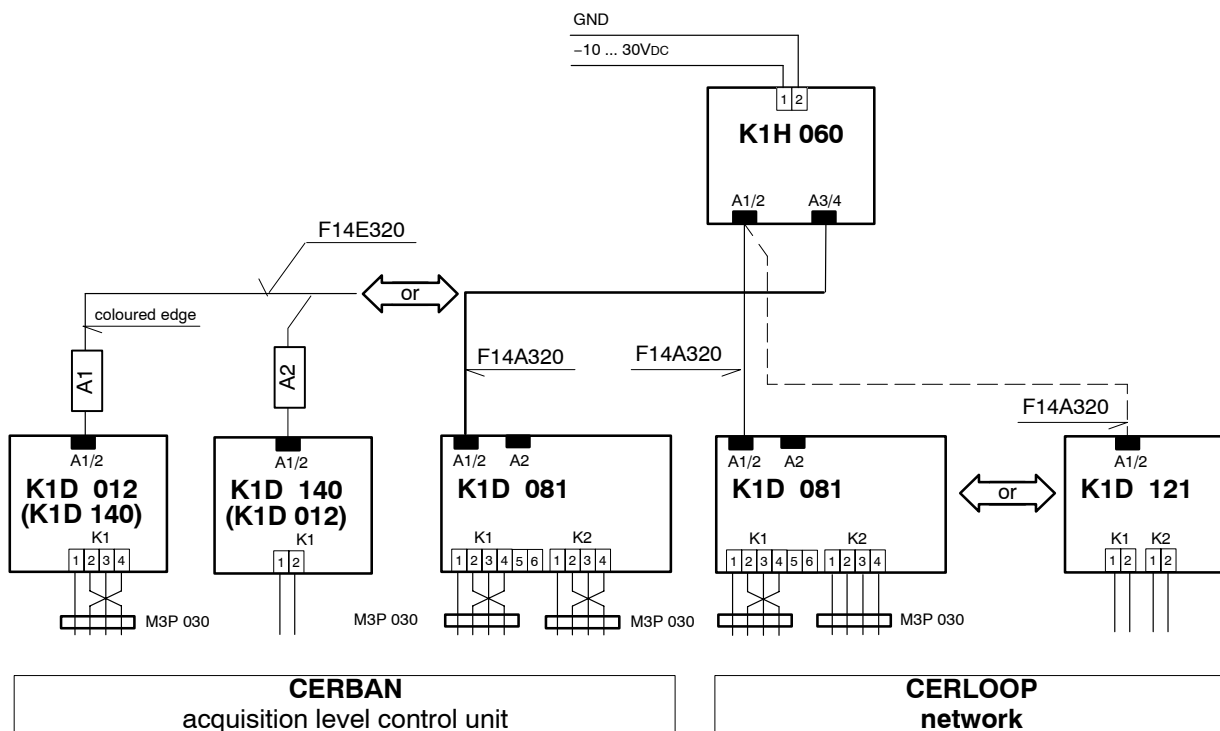 GND
−10 ... 30VDC
1 2
K1H 060
A1/2 A3/4
F14E320
or
coloured edge
F14A320 F14A320
A1 A2
F14A320
A1/2 A1/2 A1/2 A2 A1/2 A2 A1/2
K1D 012 K1D 140 K1D 081 K1D 081 or K1D 121
(K1D 140) (K1D 012)
K1 K1 K1 K2 K1 K2 K1 K2
1 2 3 4 1 2 1 2 3 4 5 6 1 2 3 4 1 2 3 4 5 6 1 2 3 4 1 2 1 2
M3P 030 M3P 030 M3P 030 M3P 030
CERBAN CERLOOP
acquisition level control unit network